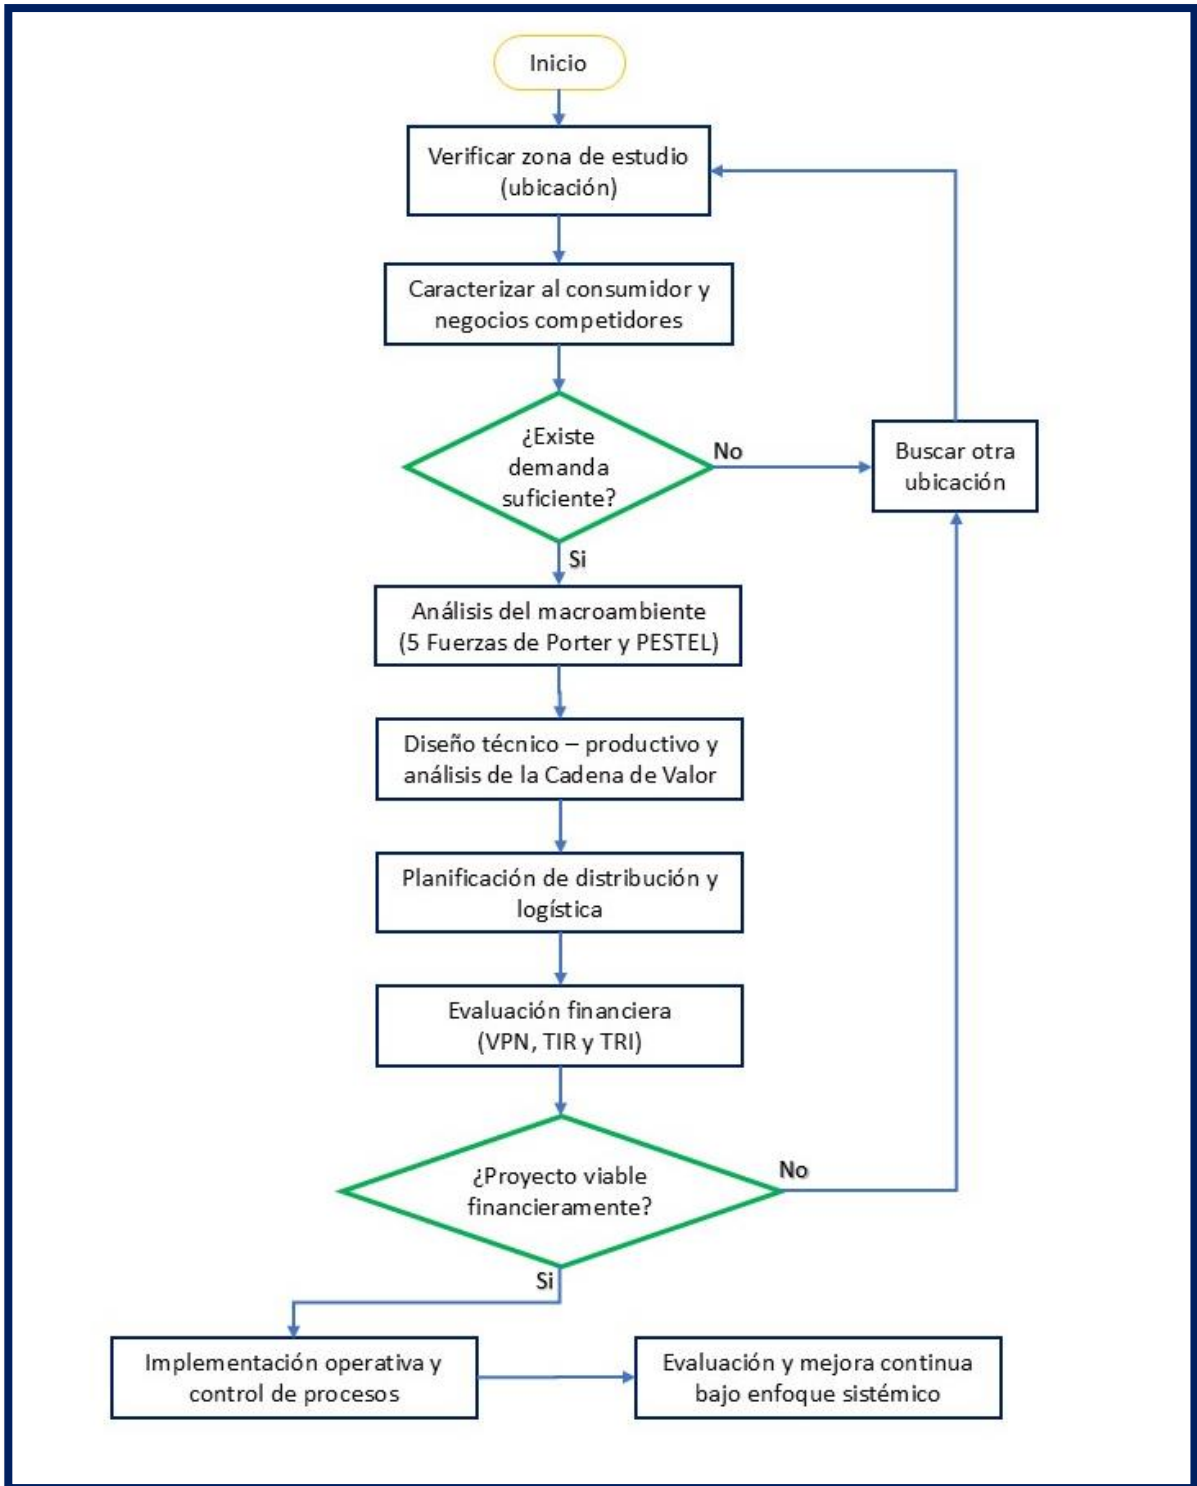 Inicio
Verificar zona de estudio
(ubicación)
Caracterizar al consumidor y
negocios competidores
¿Existe
demanda
suficiente?
No
Buscar otra
ubicación
Si
Análisis del macroambiente
(5 Fuerzas de Porter y PESTEL)
Diseño técnico – productivo y
análisis de la Cadena de Valor
Planificación de distribución y
logística
Evaluación financiera
(VPN, TIR y TRI)
¿Proyecto viable
financieramente?
No
Si
Implementación operativa y
control de procesos
Evaluación y mejora continua
bajo enfoque sistémico